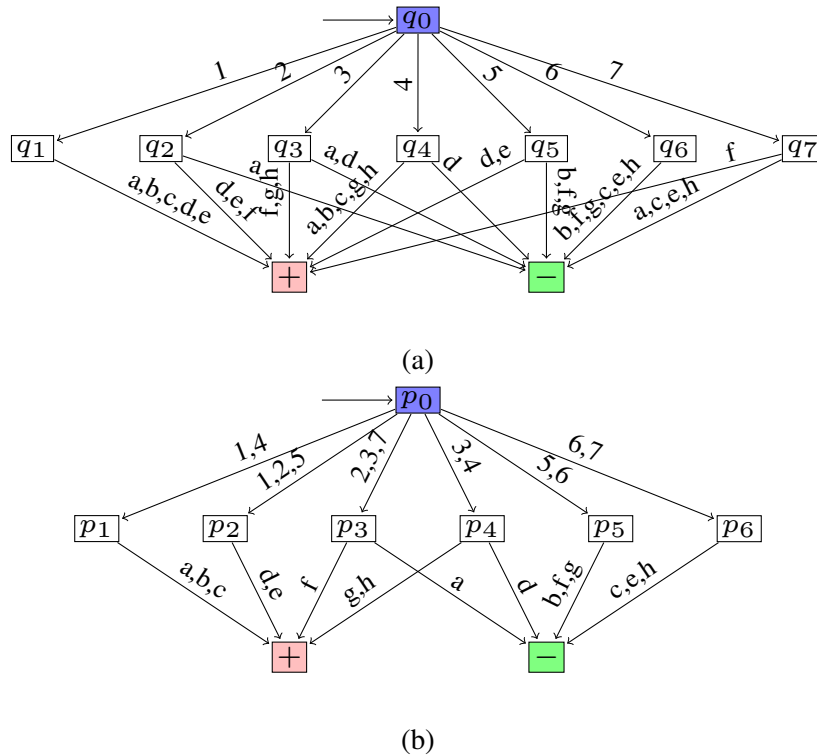 q0
1 2 3 4 5 6 7
q1 q2 q3 q4 q5 q6 q7
a,b,c,d,e d,e,f a f,g,h a,d a,b,c,g,h d d,e b,f,g b,f,g,c,e,h f a,c,e,h
+ −
(a)
p0
1,4 1,2,5 2,3,7 3,4 5,6 6,7
p1 p2 p3 p4 p5 p6
a,b,c d,e f a g,h d b,f,g c,e,h
+ −
(b)